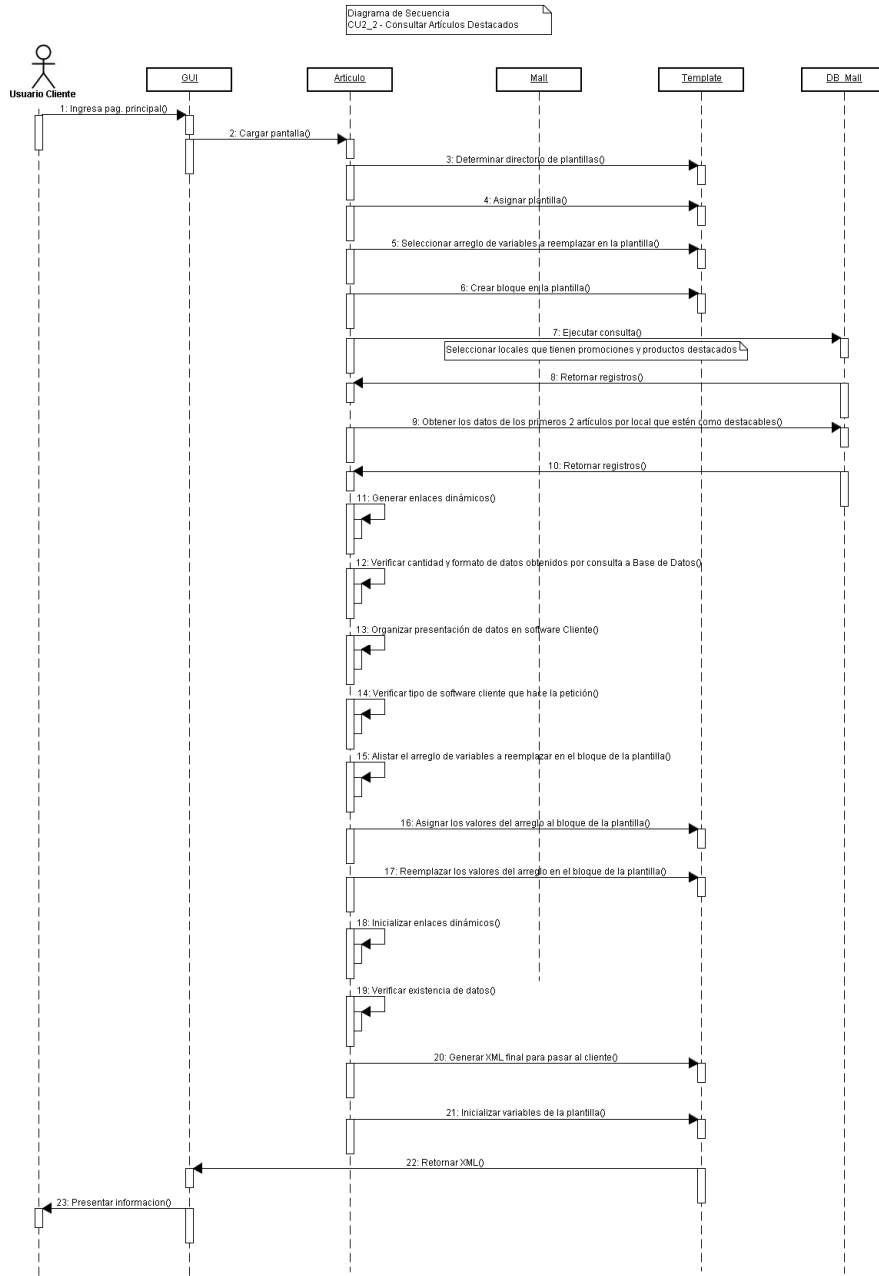 Diagrama de Secuencia
CU2_2 - Consultar Artículos Destacados
Usuario Cliente
GUI
Articulo
Mall
Template
DB_Mall
1: Ingresa pag. principal()
2: Cargar pantalla()
3: Determinar directorio de plantillas()
4: Asignar plantilla()
5: Seleccionar arreglo de variables a reemplazar en la plantilla()
6: Crear bloque en la plantilla()
7: Ejecutar consulta()
Seleccionar locales que tienen promociones y productos destacados
8: Retornar registros()
9: Obtener los datos de los primeros 2 artículos por local que estén como destacables()
10: Retornar registros()
11: Generar enlaces dinámicos()
12: Verificar cantidad y formato de datos obtenidos por consulta a Base de Datos()
13: Organizar presentación de datos en software Cliente()
14: Verificar tipo de software cliente que hace la petición()
15: Alistar el arreglo de variables a reemplazar en el bloque de la plantilla()
16: Asignar los valores del arreglo al bloque de la plantilla()
17: Reemplazar los valores del arreglo en el bloque de la plantilla()
18: Inicializar enlaces dinámicos()
19: Verificar existencia de datos()
20: Generar XML final para pasar al cliente()
21: Inicializar variables de la plantilla()
22: Retornar XML()
23: Presentar informacion()